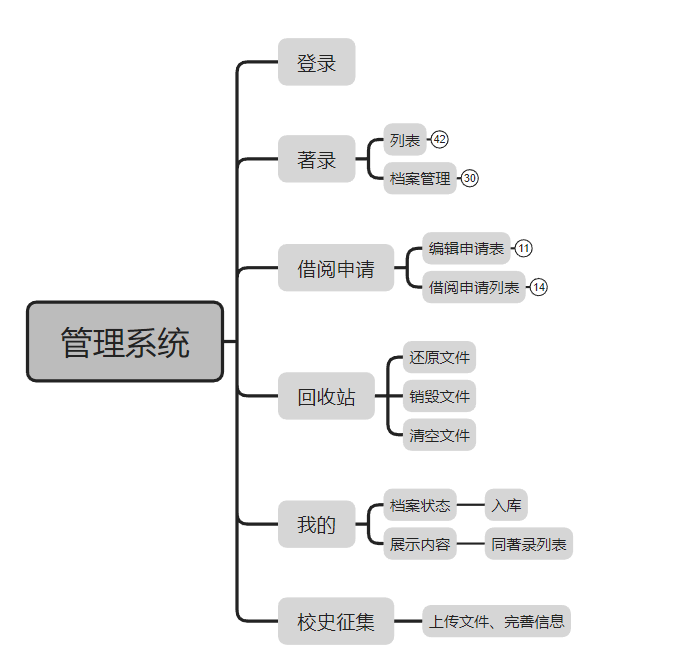 登录
著录
列表
42
档案管理
30
借阅申请
编辑申请表
11
借阅申请列表
14
管理系统
回收站
还原文件
销毁文件
清空文件
我的
档案状态
入库
展示内容
同著录列表
校史征集
上传文件、完善信息